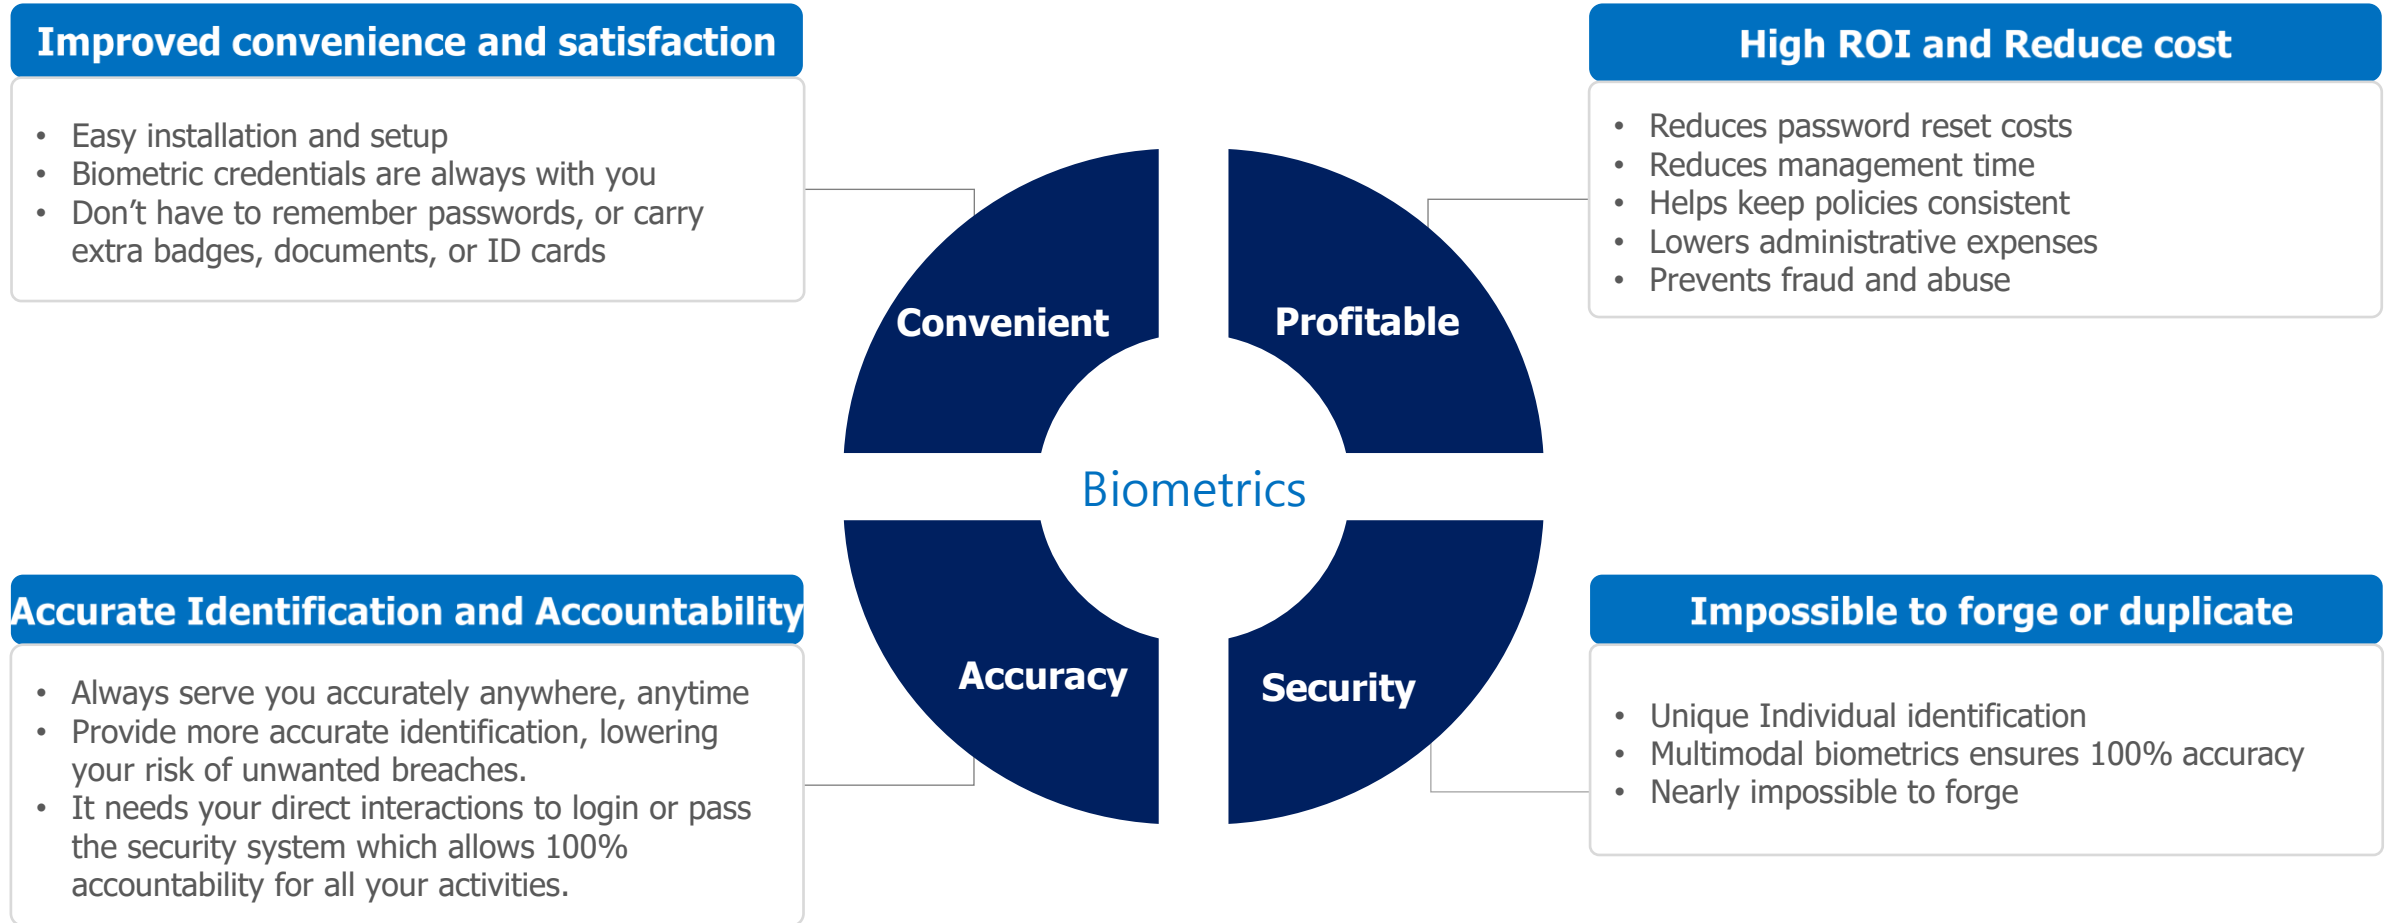 Improved convenience and satisfaction
• Easy installation and setup
• Biometric credentials are always with you
• Don’t have to remember passwords, or carry
extra badges, documents, or ID cards
High ROI and Reduce cost
• Reduces password reset costs
• Reduces management time
• Helps keep policies consistent
• Lowers administrative expenses
• Prevents fraud and abuse
Convenient
Profitable
Biometrics
Accuracy
Security
Accurate Identification and Accountability
• Always serve you accurately anywhere, anytime
• Provide more accurate identification, lowering
your risk of unwanted breaches.
• It needs your direct interactions to login or pass
the security system which allows 100%
accountability for all your activities.
Impossible to forge or duplicate
• Unique Individual identification
• Multimodal biometrics ensures 100% accuracy
• Nearly impossible to forge